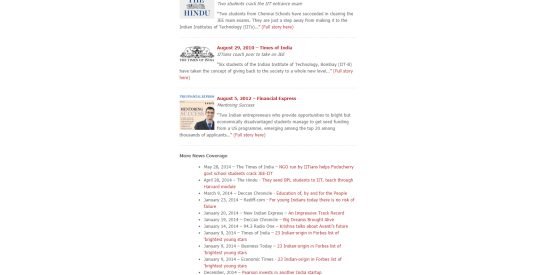 THE
HINDU
Two students crack the IIT entrance exam
"Two students from Chennai Schools have succeeded in clearing the
JEE main exams. They are just a step away from making it to the
Indian Institutes of Technology (IITs)..." (Full story here)
THE TIMES OF INDIA
August 29, 2010 – Times of India
IITians coach poor to take on JEE
"Six students of the Indian Institute of Technology, Bombay (IIT-B)
have taken the concept of giving back to the society to a whole new level..." (Full story
here)
FINANCIAL EXPRESS
MENTORING
SUCCESS
August 5, 2012 – Financial Express
Mentoring Success
"Two Indian entrepreneurs who provide opportunities to bright but
economically disadvantaged students manage to get seed funding
from a US programme, emerging among the top 20 among
thousands of applicants..." (Full story here)
More News Coverage:
May 28, 2014 – The Times of India – NGO run by IITians helps Puducherry
govt school students crack JEE-IIT
April 28, 2014 – The Hindu - They send BPL students to IIT, teach through
Harvard module
March 9, 2014 – Deccan Chronicle - Education of, by and for the People
January 23, 2014 – Rediff.com - For young Indians today there is no risk of
failure
January 20, 2014 – New Indian Express – An Impressive Track Record
January 19, 2014 – Deccan Chronicle – Big Dreams Brought Alive
January 14, 2014 – 94.3 Radio One – Krishna talks about Avanti's future
January 9, 2014 – Times of India – 23 Indian-origin in Forbes list of
'brightest young stars
January 9, 2014 – Business Today – 23 Indian-origin in Forbes list of
'brightest young stars
January 9, 2014 – Economic Times – 23 Indian-origin in Forbes list of
'brightest young stars
December, 2014 – Pearson invests in another India startup